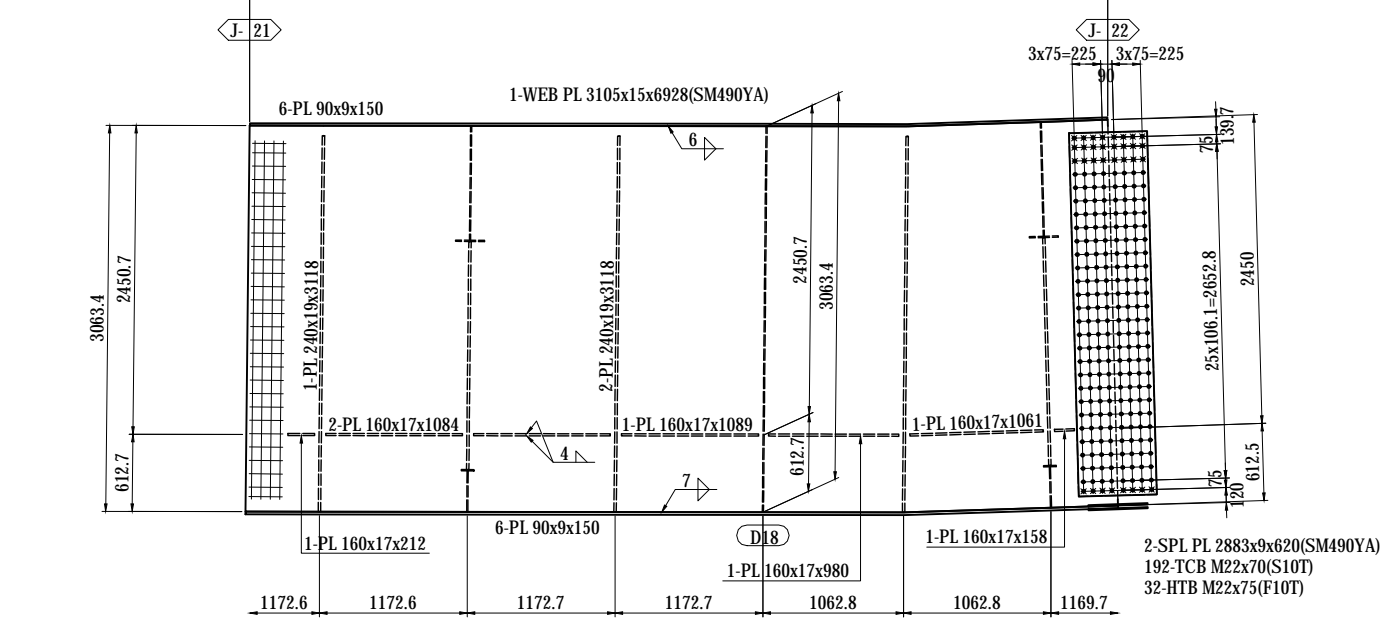 J- 21
J- 22
3x75=225
3x75=225
90
1-WEB PL 3105x15x6928(SM490YA)
6-PL 90x9x150
139.7
75
6
3063.4
2450.7
2450.7
3063.4
2450
25x106.1=2652.8
1-PL 240x19x3118
2-PL 240x19x3118
2-PL 160x17x1084
1-PL 160x17x1089
1-PL 160x17x1061
612.7
612.7
612.5
4
7
75
120
6-PL 90x9x150
D18
1-PL 160x17x212
1-PL 160x17x158
1-PL 160x17x980
2-SPL PL 2883x9x620(SM490YA)
192-TCB M22x70(S10T)
32-HTB M22x75(F10T)
1172.6
1172.6
1172.7
1172.7
1062.8
1062.8
1169.7